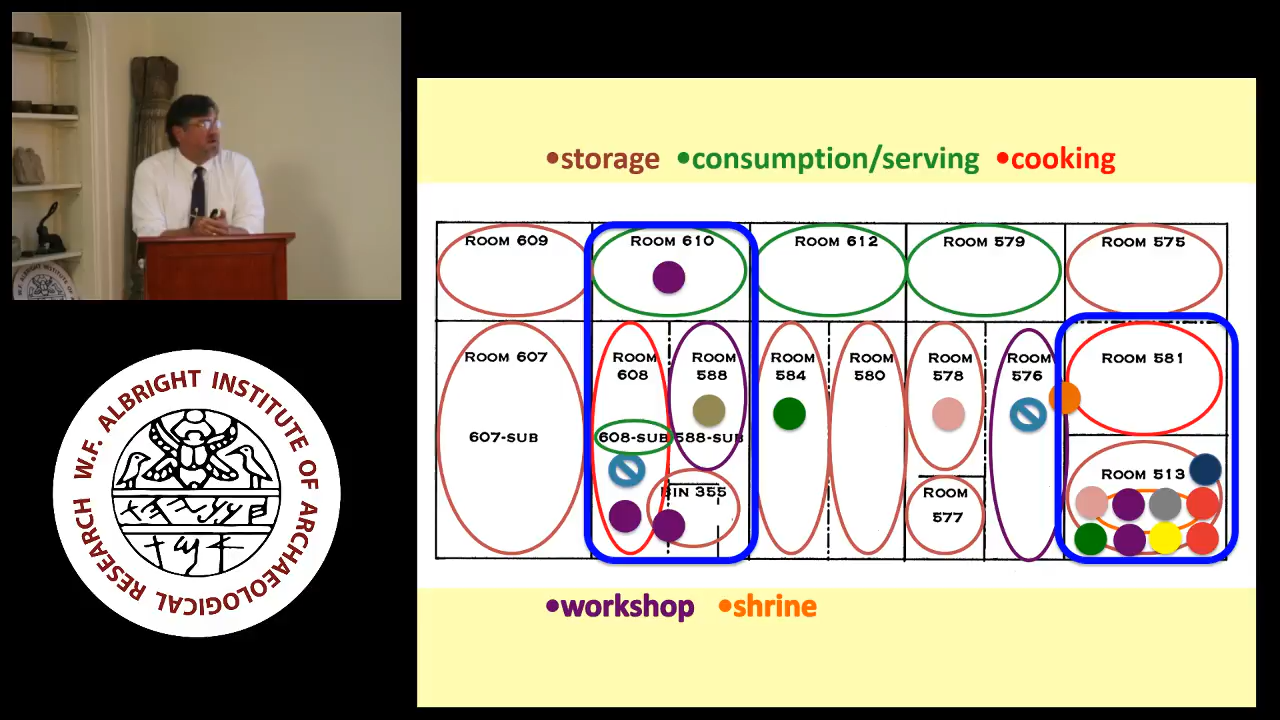 •storage •consumption/serving •cooking
ROOM 609
ROOM 610
ROOM 612
ROOM 579
ROOM 575
ROOM 607
ROOM
608
ROOM
588
ROOM
584
ROOM
580
ROOM
578
ROOM
576
ROOM 581
607-SUB
608-SUB
588-SUB
BIN 355
ROOM
577
ROOM 513
•workshop •shrine
W.F. ALBRIGHT INSTITUTE OF ARCHAEOLOGICAL RESEARCH